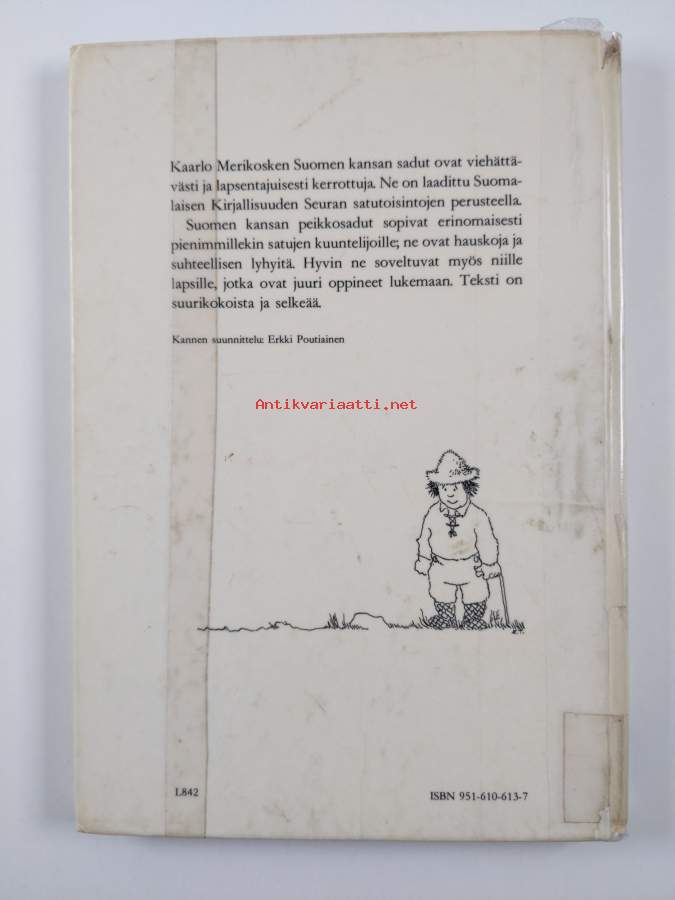 Kaarlo Merikosken Suomen kansan sadut ovat viehättä-
västi ja lapsentajuisesti kerrottuja. Ne on laadittu Suoma-
laisen Kirjallisuuden Seuran satutoisintojen perusteella.
Suomen kansan peikkosadut sopivat erinomaisesti
pienimmillekin satujen kuuntelijoille; ne ovat hauskoja ja
suhteellisen lyhyitä. Hyvin ne soveltuvat myös niille
lapsille, jotka ovat juuri oppineet lukemaan. Teksti on
suurikokoista ja selkeää.
Kannen suunnittelu: Erkki Poutiainen
Antikvariaatti.net
L842
ISBN 951-610-613-7